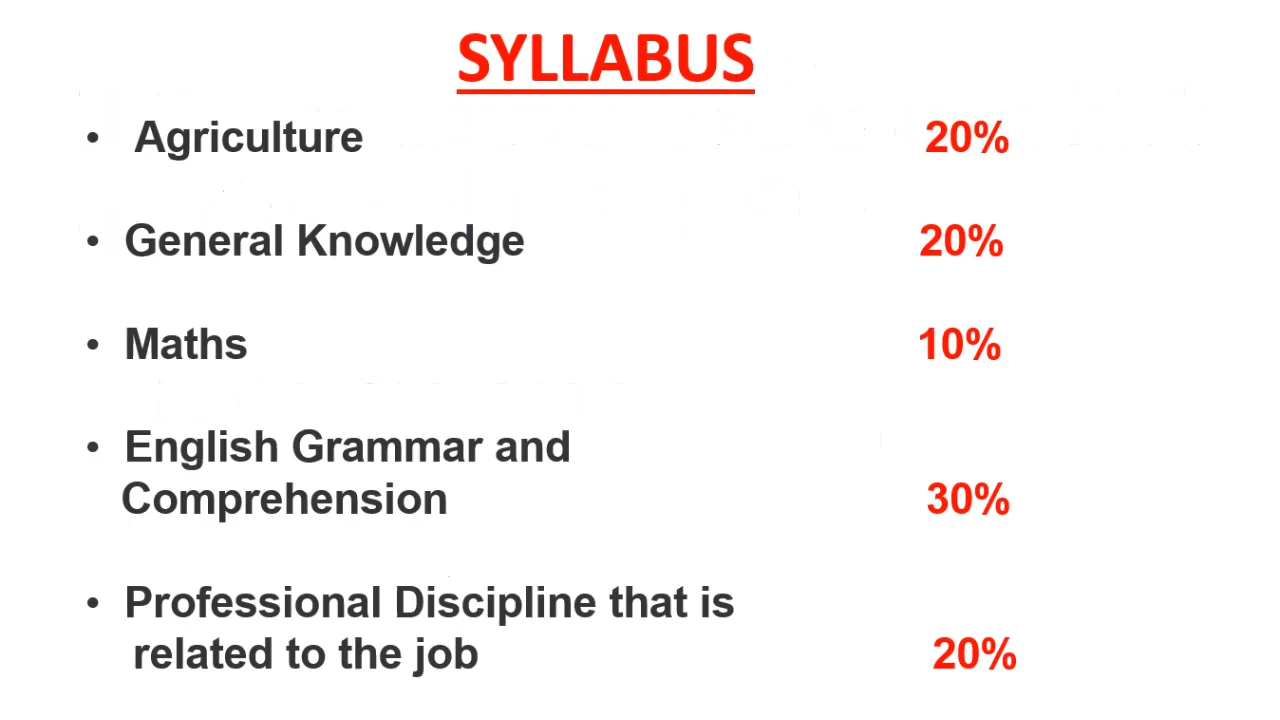 SYLLABUS
• Agriculture 20%
• General Knowledge 20%
• Maths 10%
• English Grammar and
Comprehension 30%
• Professional Discipline that is
related to the job 20%